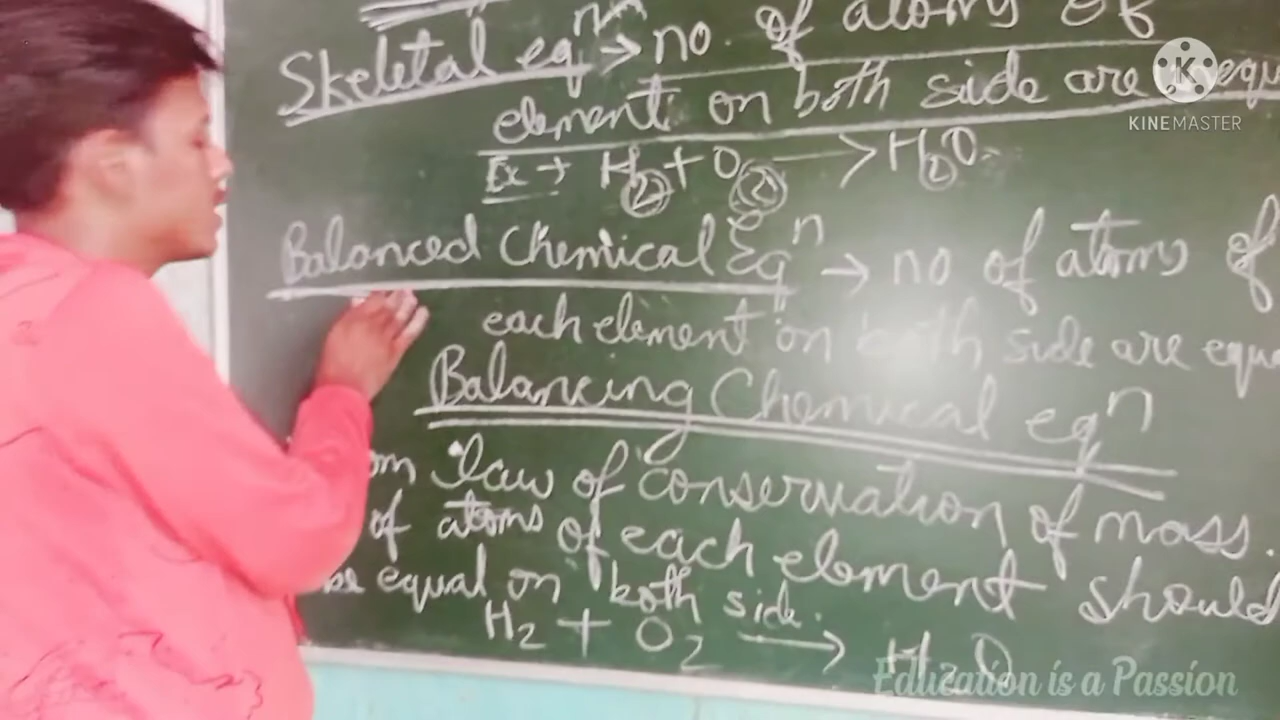 Skeletal eqn → no. of atoms of
element on both side are
Ex → H2 + O2 → H2O
Balanced Chemical Eqn → no of atoms of
each element on both side are equa
Balancing Chemical eqn
om law of conservation of mass.
of atoms of each element should
be equal on both side.
H2 + O2 → H2O
KINEMASTER
Education is a Passion